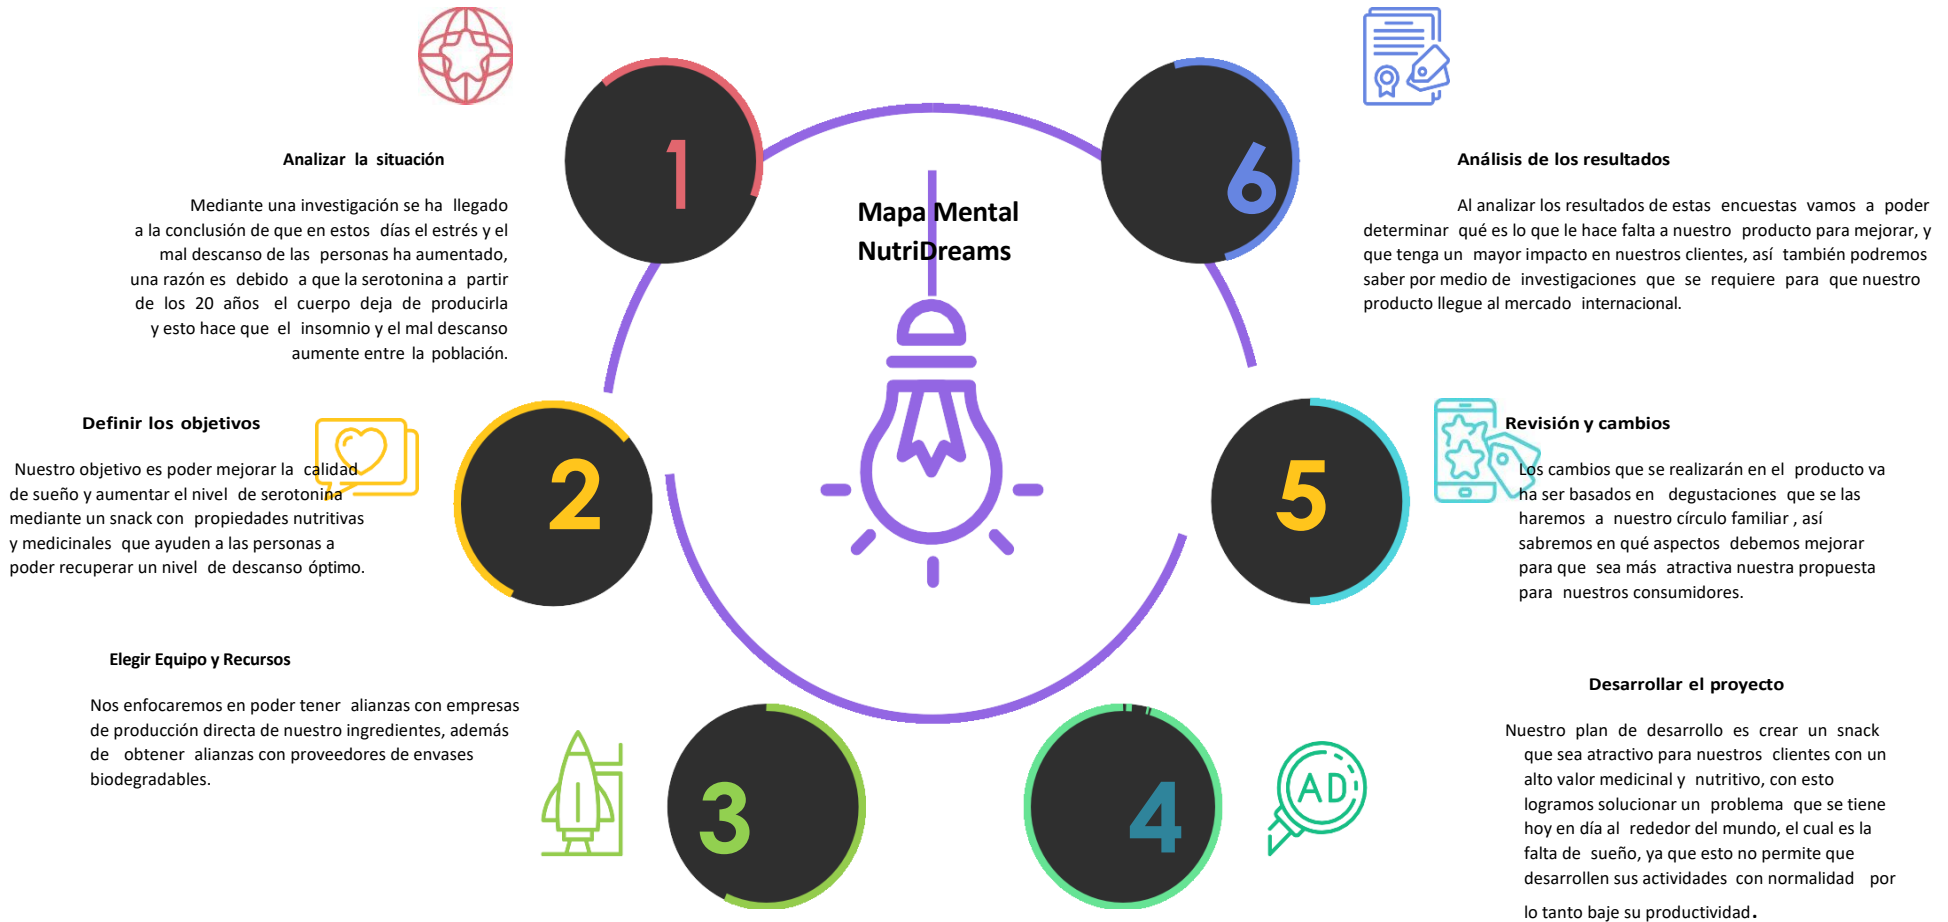 Mapa Mental
NutriDreams
1
Analizar la situación
Mediante una investigación se ha llegado
a la conclusión de que en estos días el estrés y el
mal descanso de las personas ha aumentado,
una razón es debido a que la serotonina a partir
de los 20 años el cuerpo deja de producirla
y esto hace que el insomnio y el mal descanso
aumente entre la población.
2
Definir los objetivos
Nuestro objetivo es poder mejorar la calidad
de sueño y aumentar el nivel de serotonina
mediante un snack con propiedades nutritivas
y medicinales que ayuden a las personas a
poder recuperar un nivel de descanso óptimo.
3
Elegir Equipo y Recursos
Nos enfocaremos en poder tener alianzas con empresas
de producción directa de nuestro ingredientes, además
de obtener alianzas con proveedores de envases
biodegradables.
4
AD
Desarrollar el proyecto
Nuestro plan de desarrollo es crear un snack
que sea atractivo para nuestros clientes con un
alto valor medicinal y nutritivo, con esto
logramos solucionar un problema que se tiene
hoy en día al rededor del mundo, el cual es la
falta de sueño, ya que esto no permite que
desarrollen sus actividades con normalidad por
lo tanto baje su productividad.
5
Revisión y cambios
Los cambios que se realizarán en el producto va
ha ser basados en degustaciones que se las
haremos a nuestro círculo familiar , así
sabremos en qué aspectos debemos mejorar
para que sea más atractiva nuestra propuesta
para nuestros consumidores.
6
Análisis de los resultados
Al analizar los resultados de estas encuestas vamos a poder
determinar qué es lo que le hace falta a nuestro producto para mejorar, y
que tenga un mayor impacto en nuestros clientes, así también podremos
saber por medio de investigaciones que se requiere para que nuestro
producto llegue al mercado internacional.